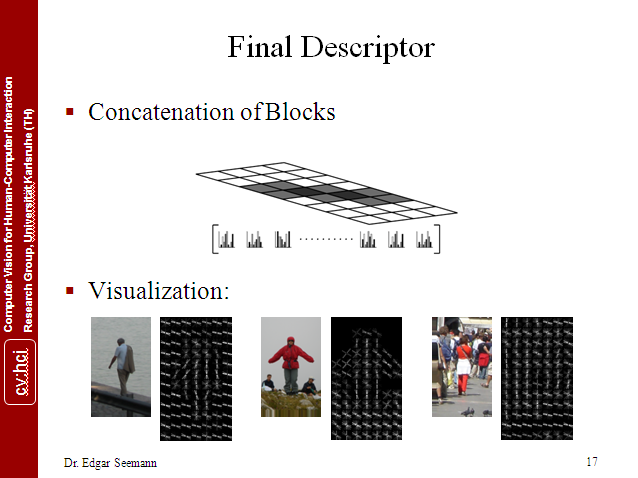 Final Descriptor
Computer Vision for Human-Computer Interaction
Research Group, Universität Karlsruhe (TH)
cv:hci
Concatenation of Blocks
Visualization:
Dr. Edgar Seemann
17